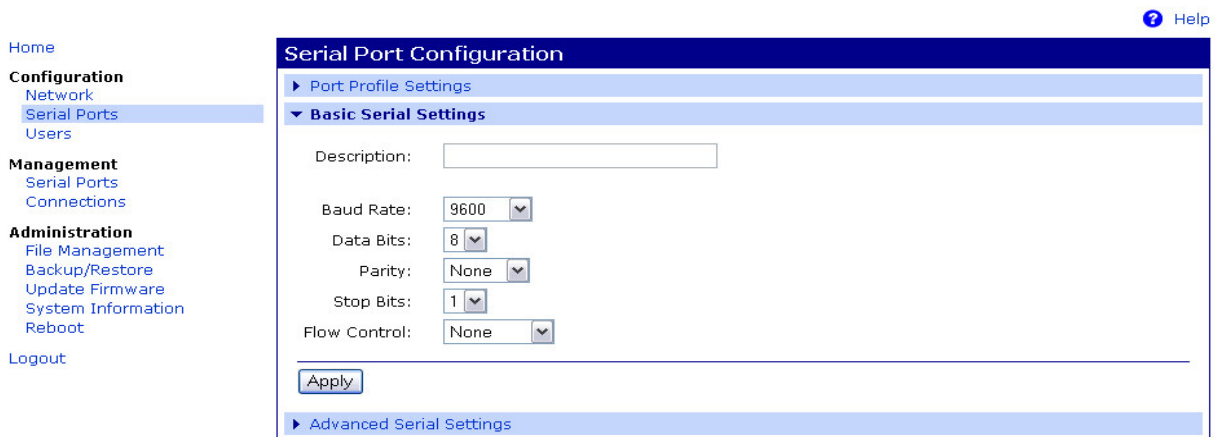 Help
Home
Configuration
Network
Serial Ports
Users
Management
Serial Ports
Connections
Administration
File Management
Backup/Restore
Update Firmware
System Information
Reboot
Logout
Serial Port Configuration
Port Profile Settings
Basic Serial Settings
Description:
Baud Rate: 9600
Data Bits: 8
Parity: None
Stop Bits: 1
Flow Control: None
Apply
Advanced Serial Settings